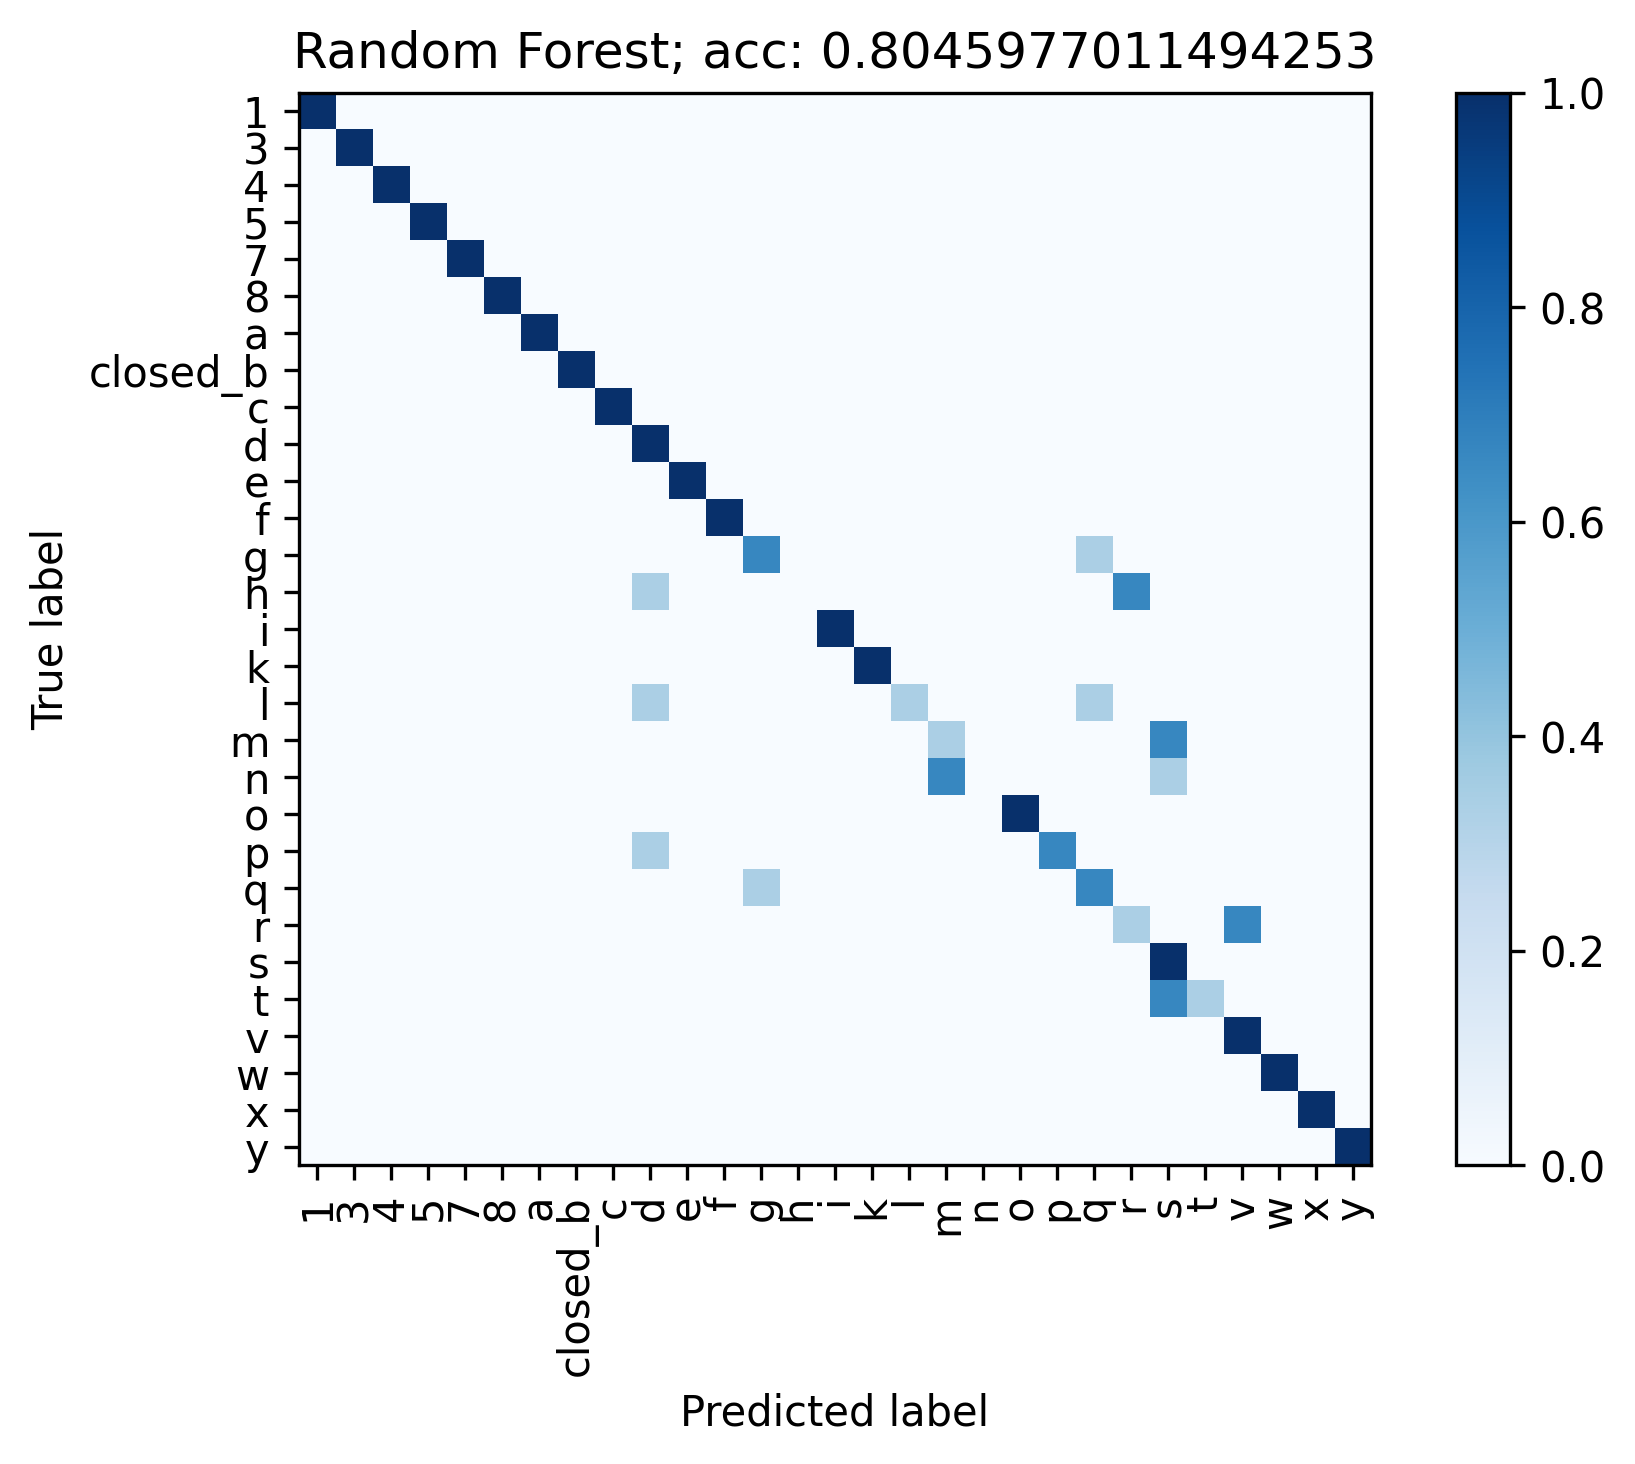 Random Forest; acc: 0.8045977011494253
True label
1
3
4
5
7
8
a
closed_b
c
d
e
f
g
h
i
k
l
m
n
o
p
q
r
s
t
v
w
x
y
1 3 4 5 7 8 a closed_b c d e f g h i k l m n o p q r s t v w x y
Predicted label
1.0
0.8
0.6
0.4
0.2
0.0